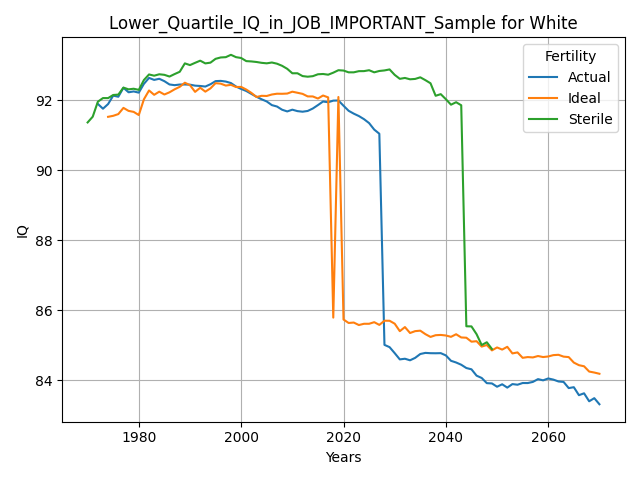 Lower_Quartile_IQ_in_JOB_IMPORTANT_Sample for White
Fertility
Actual
Ideal
Sterile
92
90
88
86
84
IQ
1980
2000
2020
2040
2060
Years